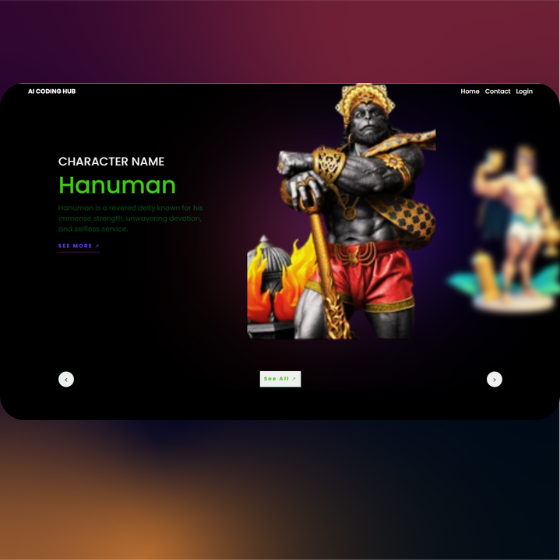 AI CODING HUB
Home Contact Login
CHARACTER NAME
Hanuman
Hanuman is a revered deity known for his
immense strength, unwavering devotion,
and selfless service.
SEE MORE ↗
‹
See All ↗
›